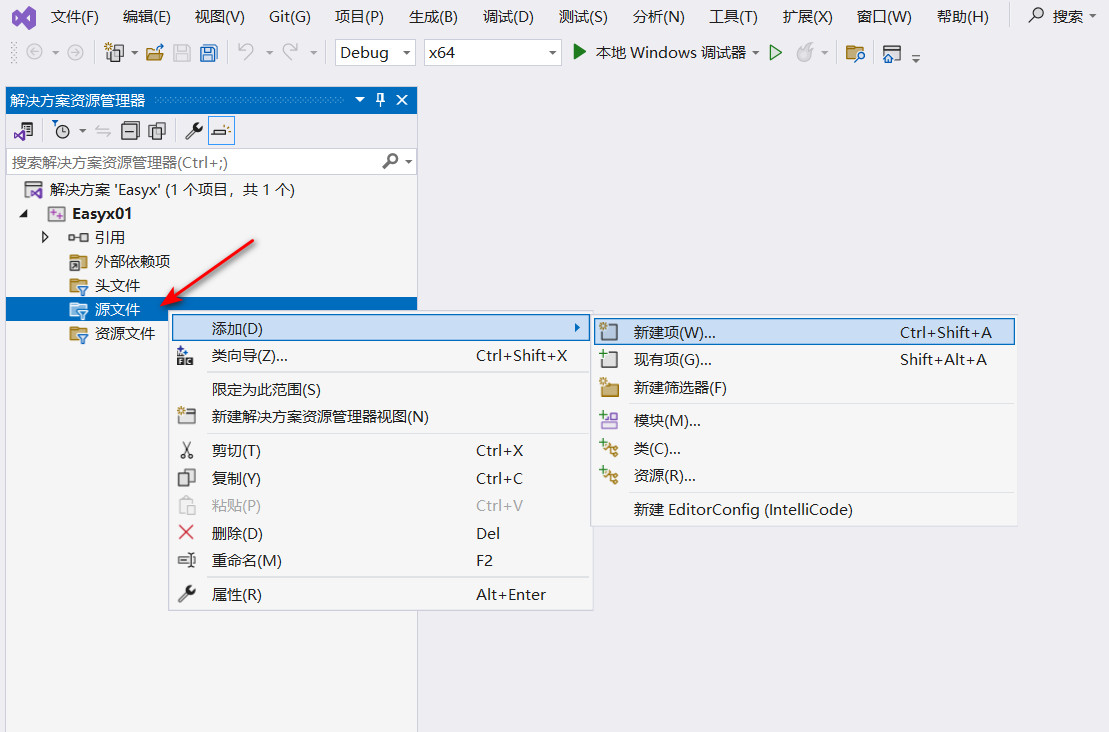 文件(F) 编辑(E) 视图(V) Git(G) 项目(P) 生成(B) 调试(D) 测试(S) 分析(N) 工具(T) 扩展(X) 窗口(W) 帮助(H) 搜索
Debug x64 本地 Windows 调试器
解决方案资源管理器
搜索解决方案资源管理器(Ctrl+;)
解决方案 'Easyx' (1 个项目，共 1 个)
Easyx01
引用
外部依赖项
头文件
源文件
资源文件
添加(D)
类向导(Z)... Ctrl+Shift+X
限定为此范围(S)
新建解决方案资源管理器视图(N)
剪切(T) Ctrl+X
复制(Y) Ctrl+C
粘贴(P) Ctrl+V
删除(D) Del
重命名(M) F2
属性(R) Alt+Enter
新建项(W)... Ctrl+Shift+A
现有项(G)... Shift+Alt+A
新建筛选器(F)
模块(M)...
类(C)...
资源(R)...
新建 EditorConfig (IntelliCode)